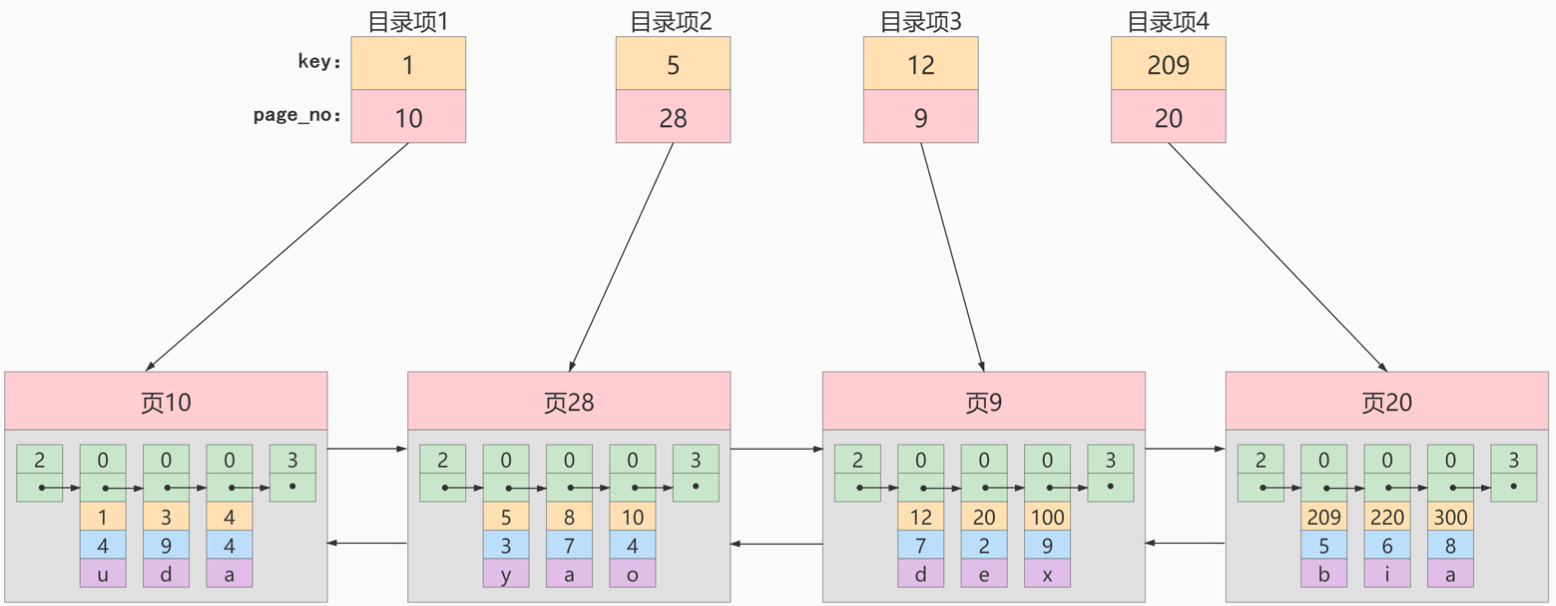 目录项1 目录项2 目录项3 目录项4
key: 1 5 12 209
page_no: 10 28 9 20
页10 页28 页9 页20
2 0 0 0 3 2 0 0 0 3 2 0 0 0 3 2 0 0 0 3
1 3 4 5 8 10 12 20 100 209 220 300
4 9 4 3 7 4 7 2 9 5 6 8
u d a y a o d e x b i a